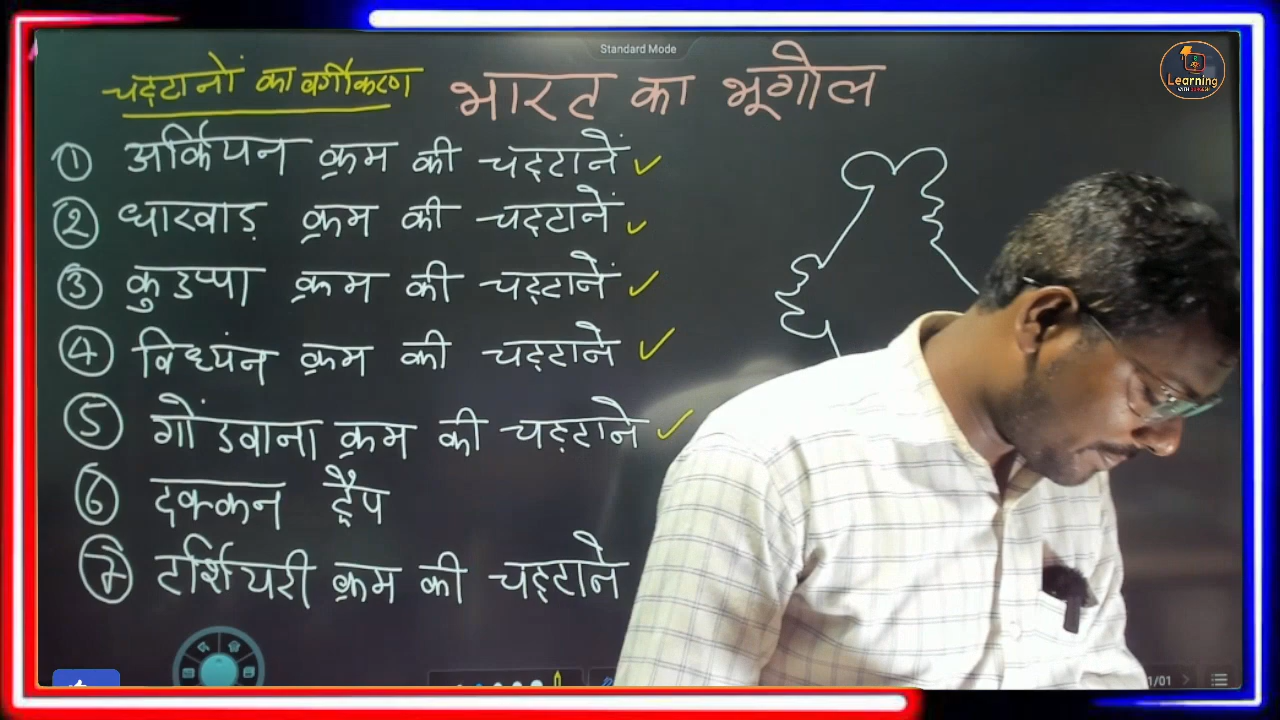 Standard Mode
चट्टानों का वर्गीकरण
भारत का भूगोल
Learning
① आर्कियन क्रम की चट्टानें ✓
② धारवाड़ क्रम की चट्टानें ✓
③ कुडप्पा क्रम की चट्टानें ✓
④ विध्यंन क्रम की चट्टाने ✓
⑤ गोंडवाना क्रम की चट्टाने ✓
⑥ दक्कन ट्रैप
⑦ टर्शियरी क्रम की चट्टाने
1/01